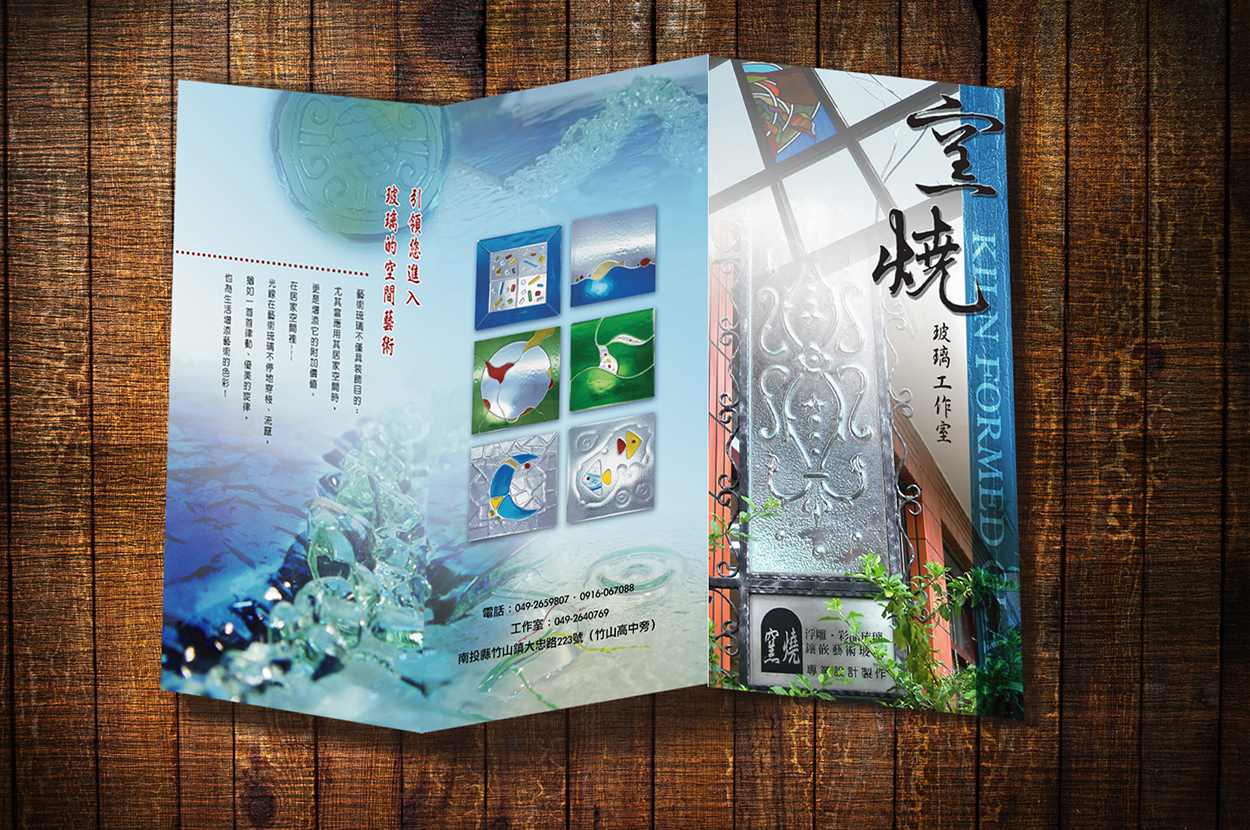 窯燒
玻璃工作室
KILN FORMED G
窯燒
浮雕・彩晶琉璃
鑲嵌藝術玻
專業設計製作
引領您進入
玻璃的空間藝術
藝術琉璃不僅具裝飾目的；
尤其當應用其居家空間時，
更是增添它的附加價值。
在居家空間裡……
光線在藝術琉璃不停地穿梭、流竄，
猶如一首首律動、優美的旋律，
也為生活增添藝術的色彩！
電話：049-2659807・0916-067088
工作室：049-2640769
南投縣竹山鎮大忠路223號（竹山高中旁）